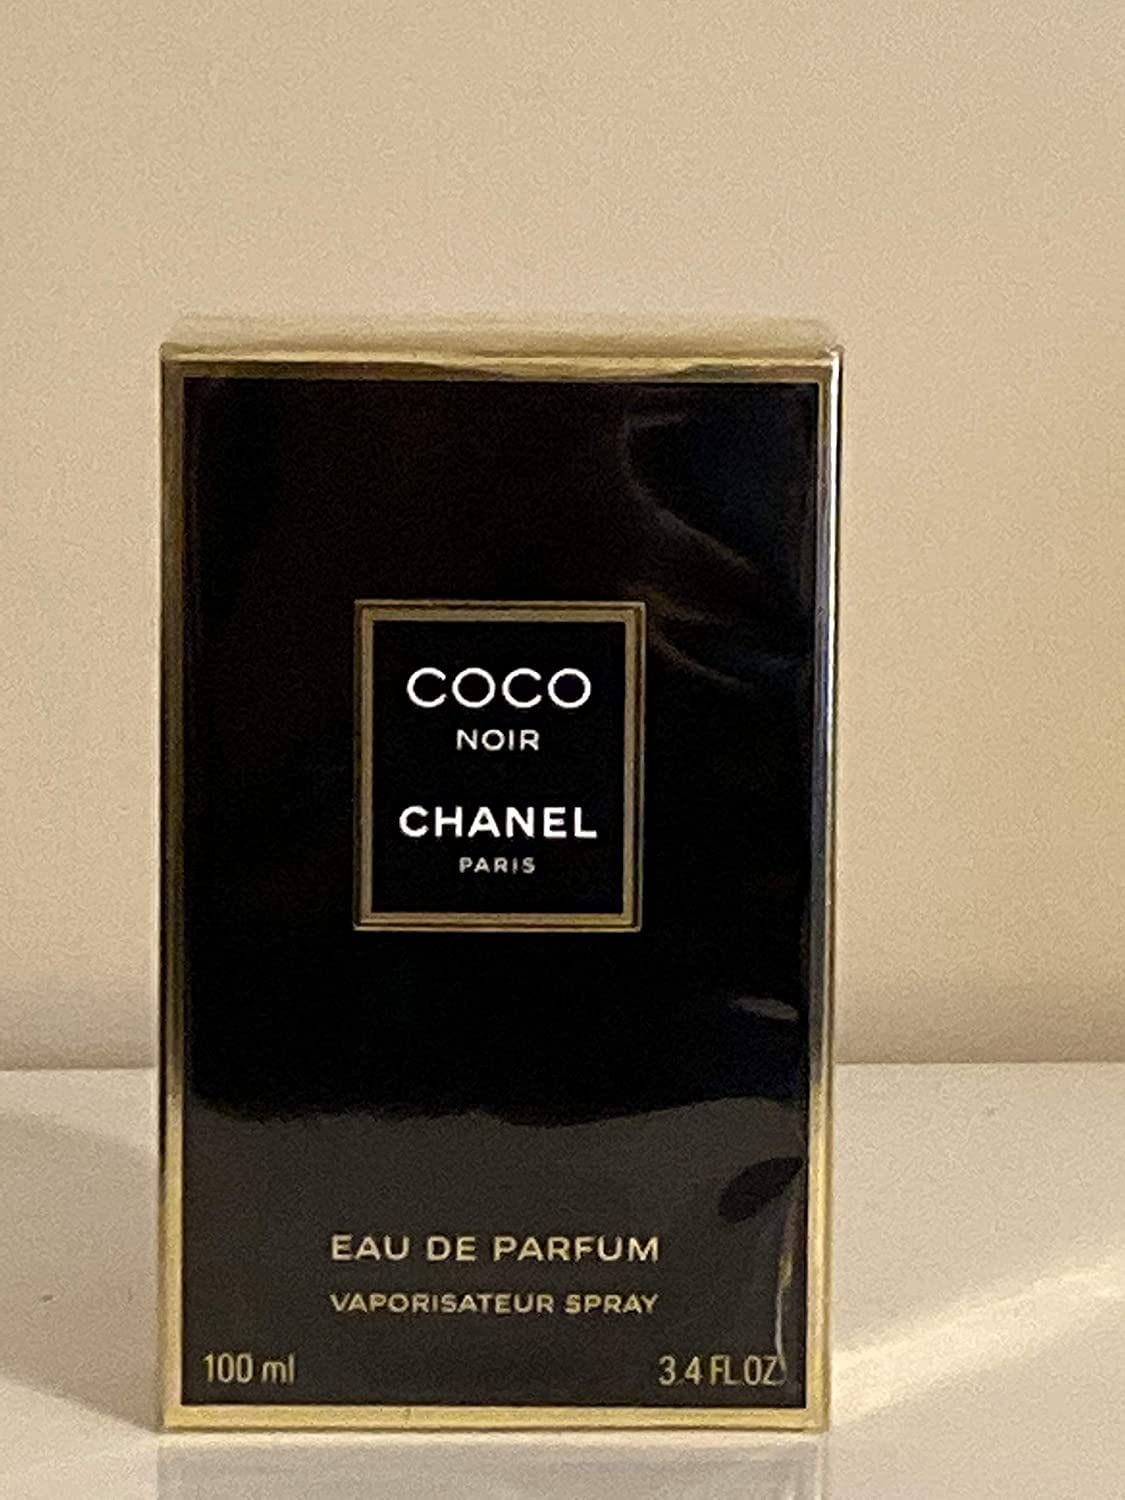 COCO
NOIR
CHANEL
PARIS
EAU DE PARFUM
VAPORISATEUR SPRAY
100 ml
3.4 FL.OZ